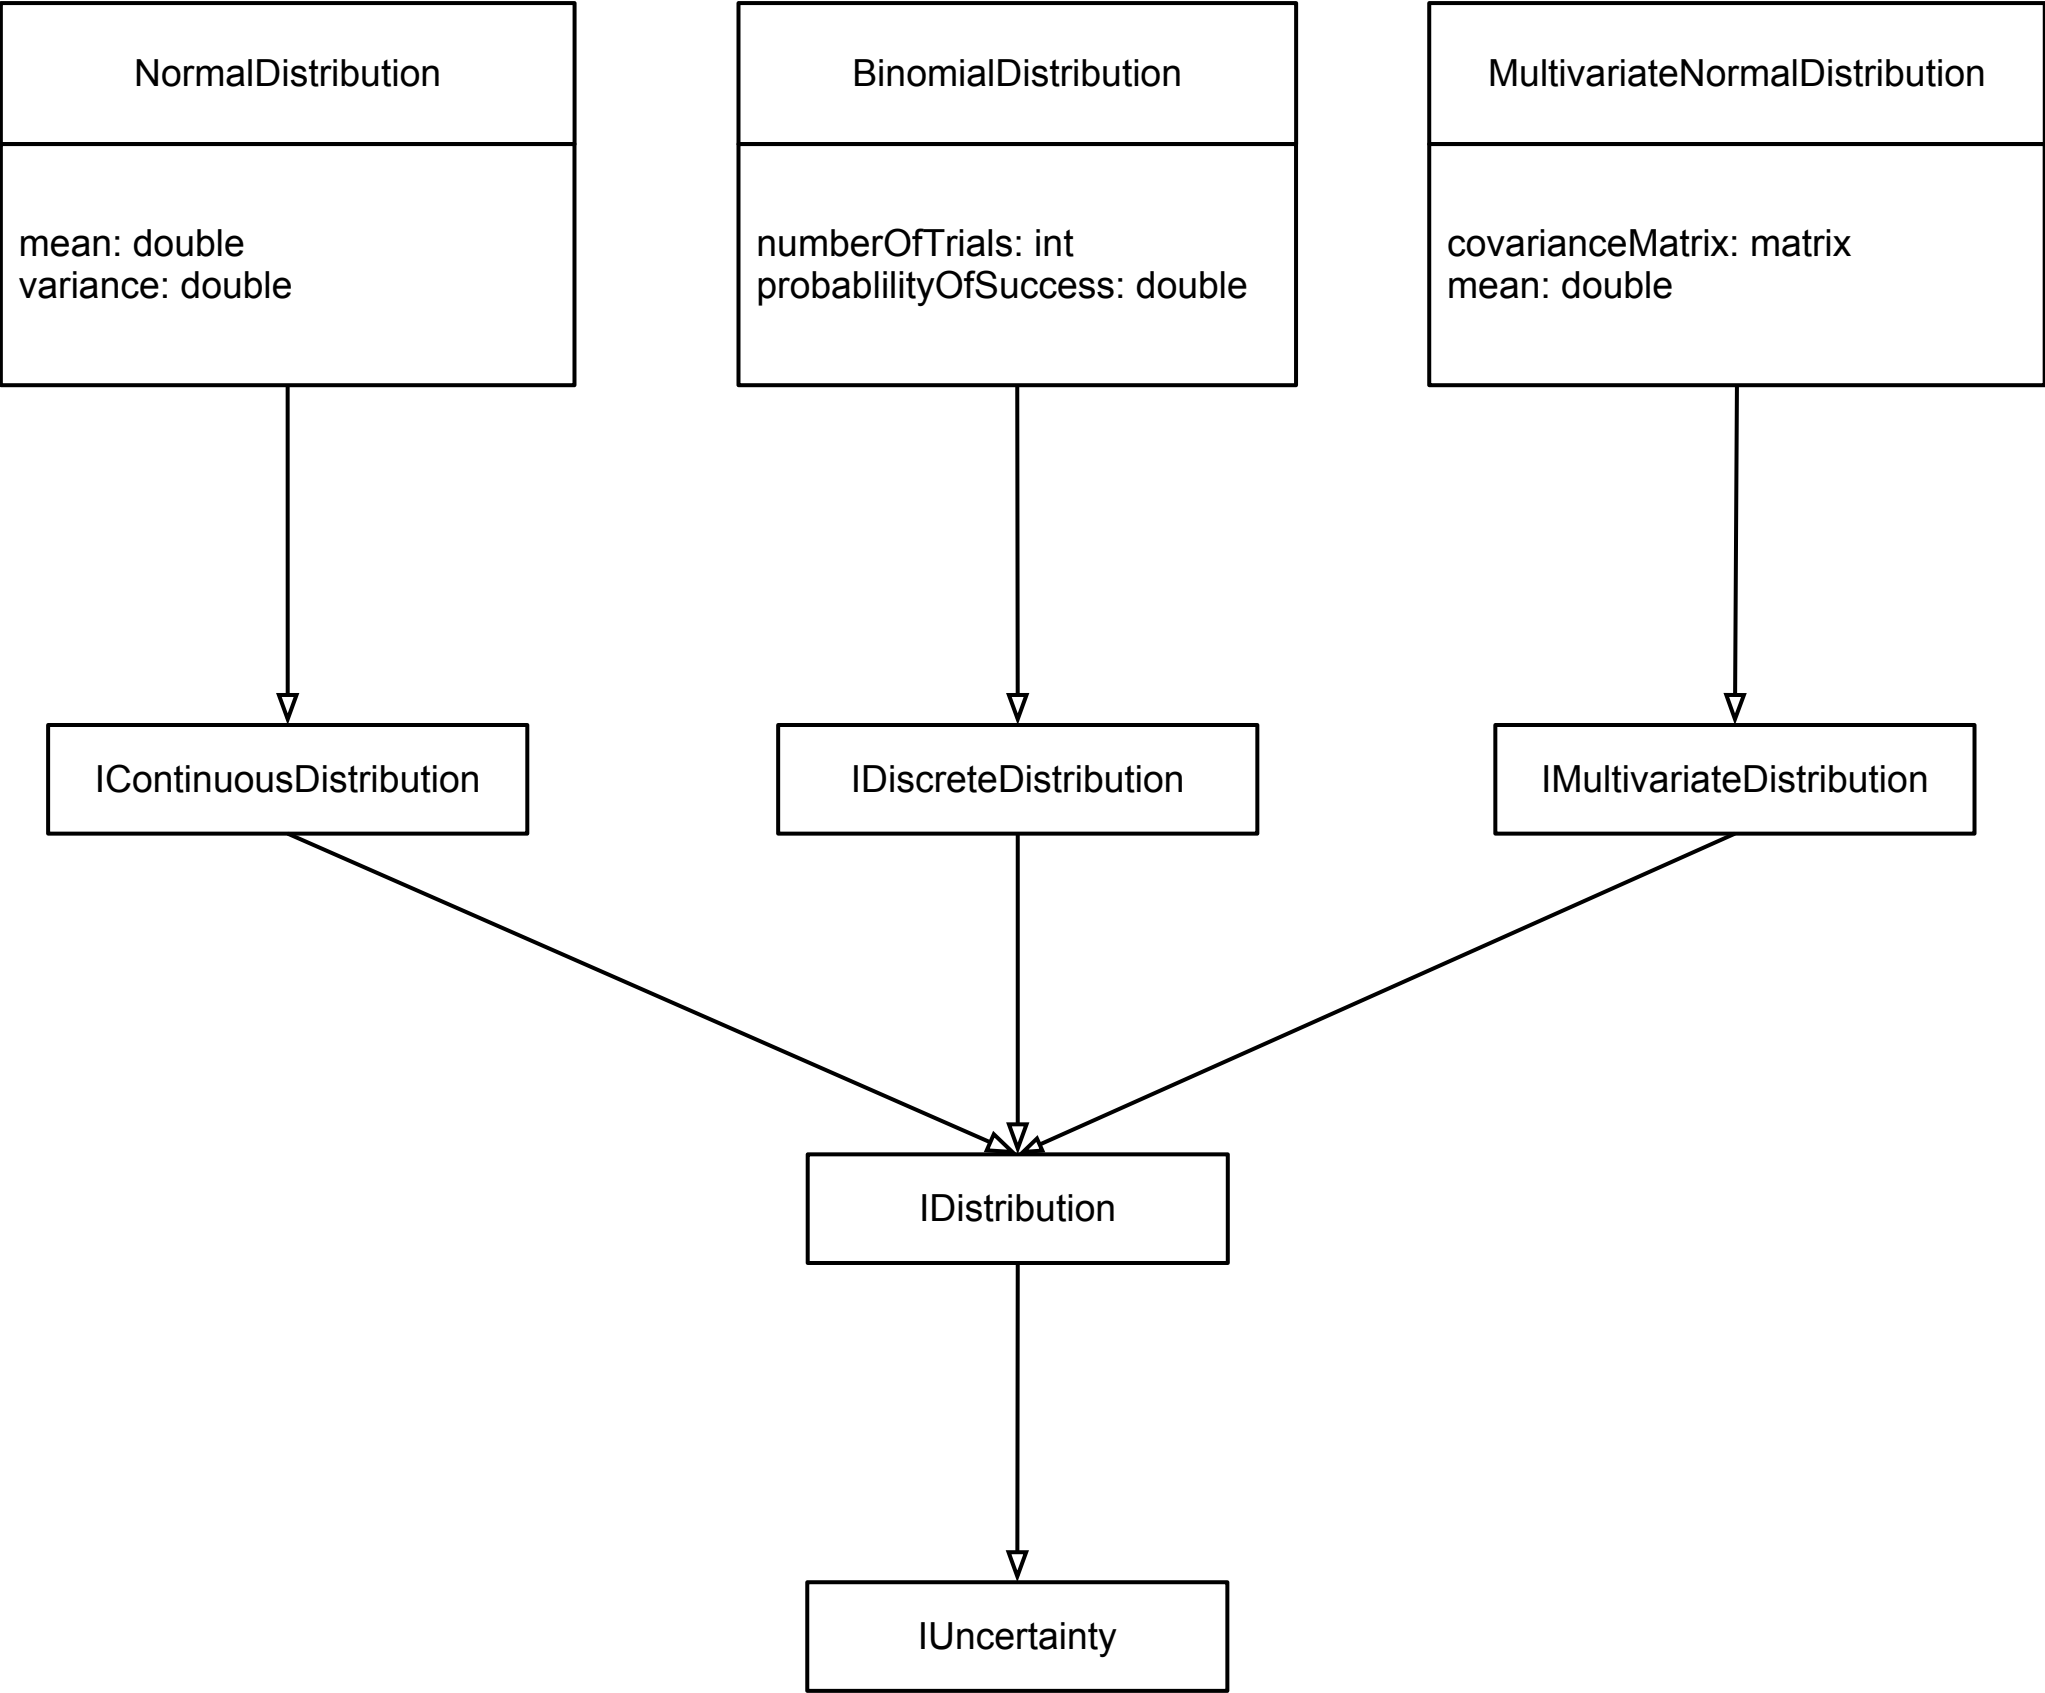 NormalDistribution
mean: double
variance: double
BinomialDistribution
numberOfTrials: int
probablilityOfSuccess: double
MultivariateNormalDistribution
covarianceMatrix: matrix
mean: double
IContinuousDistribution
IDiscreteDistribution
IMultivariateDistribution
IDistribution
IUncertainty